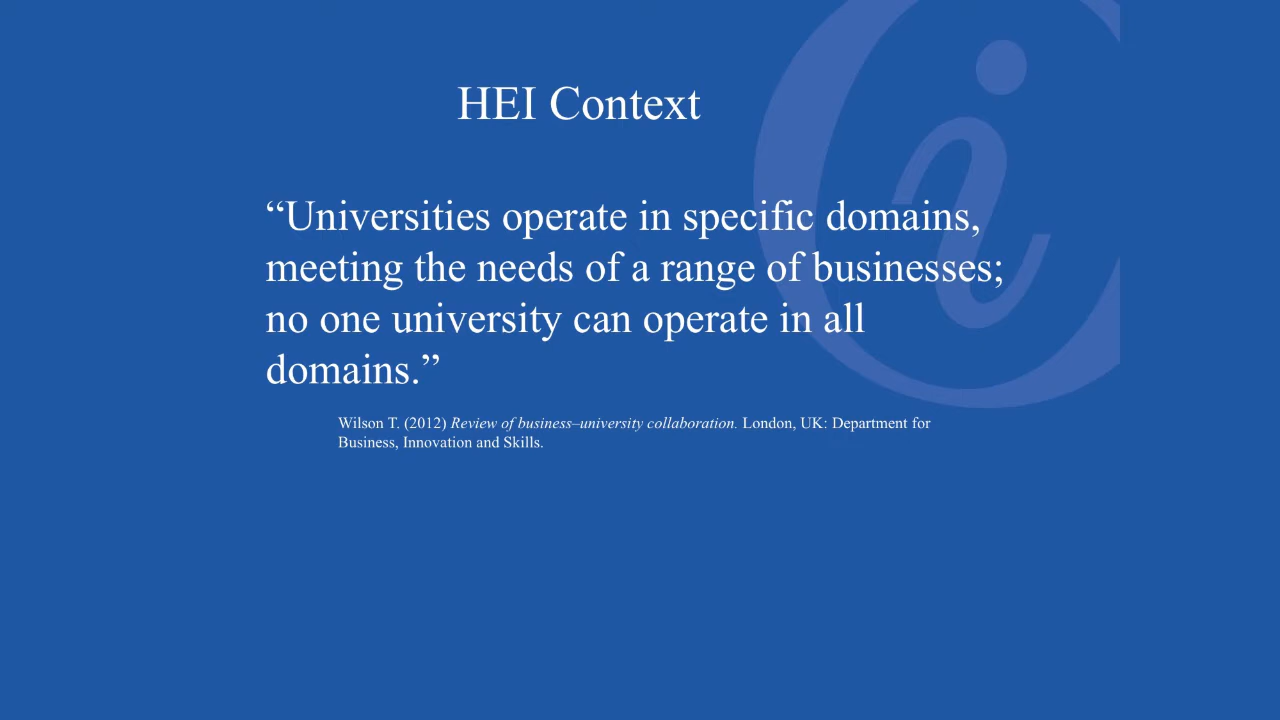 HEI Context
“Universities operate in specific domains,
meeting the needs of a range of businesses;
no one university can operate in all
domains.”
Wilson T. (2012) Review of business–university collaboration. London, UK: Department for
Business, Innovation and Skills.